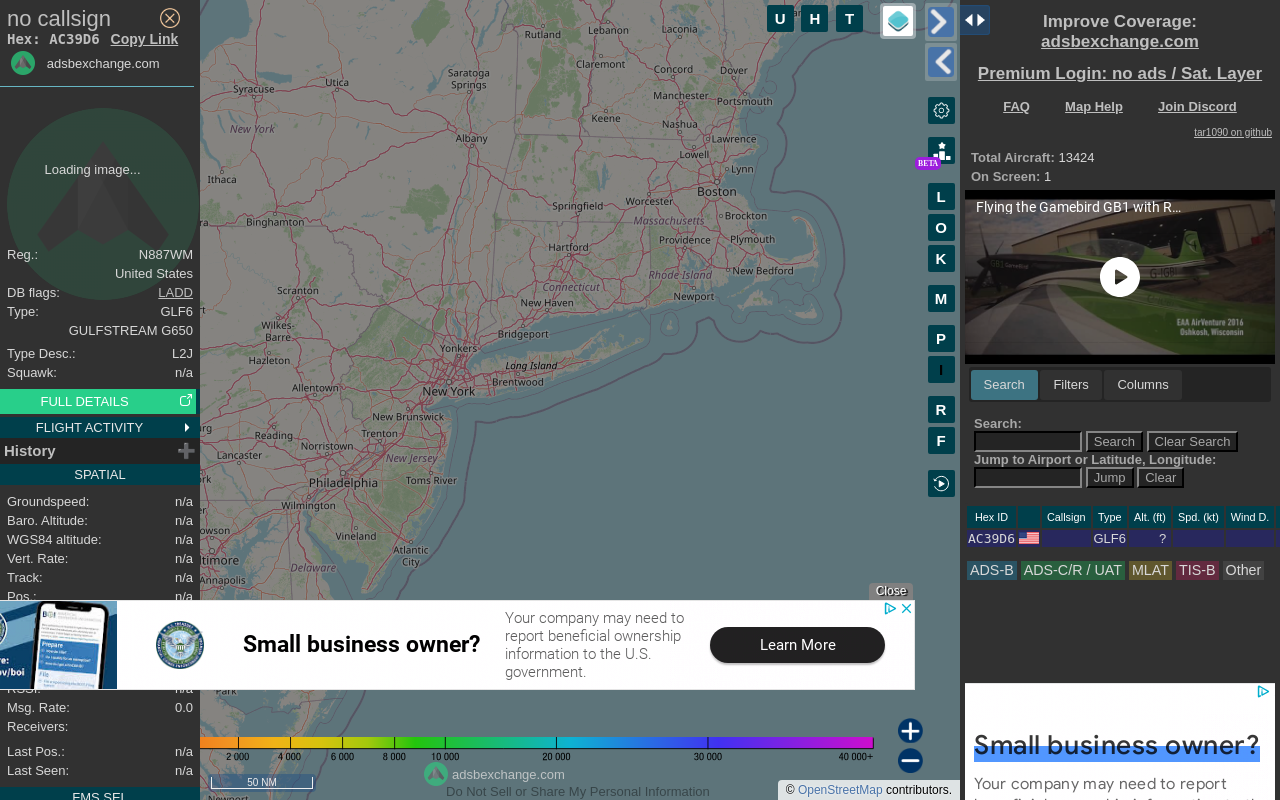 no callsign
Hex: AC39D6 Copy Link
adsbexchange.com
Loading image...
Reg.: N887WM
United States
DB flags: LADD
Type: GLF6
GULFSTREAM G650
Type Desc.: L2J
Squawk: n/a
FULL DETAILS
FLIGHT ACTIVITY
History
SPATIAL
Groundspeed: n/a
Baro. Altitude: n/a
WGS84 altitude: n/a
Vert. Rate: n/a
Track: n/a
Pos.: n/a
RSSI: n/a
Msg. Rate: 0.0
Receivers:
Last Pos.: n/a
Last Seen: n/a
FMS SEL
Rutland
Lebanon
Laconia
Claremont
Concord
Dover
Saratoga
Springs
Utica
Syracuse
Manchester
Portsmouth
Keene
Nashua
New York
Albany
Lawrence
Lowell
Lynn
Ithaca
Boston
Worcester
Springfield
Massachusetts
Brockton
Binghamton
Hartford
Providence
Plymouth
Connecticut
Rhode Island
New Bedford
Scranton
New Haven
Newport
Wilkes-
Barre
Bridgeport
Hazleton
Yonkers
Long Island
Brentwood
Allentown
New York
New Brunswick
Reading
Norristown
Trenton
Lancaster
New Jersey
Toms River
Philadelphia
Wilmington
Vineland
Atlantic
City
Annapolis
Delaware
Park
U
H
T
BETA
L
O
K
M
P
I
R
F
Close
Small business owner?
Your company may need to
report beneficial ownership
information to the U.S.
government.
Learn More
Prepare
2 000 4 000 6 000 8 000 10 000 20 000 30 000 40 000+
50 NM
adsbexchange.com
Do Not Sell or Share My Personal Information
© OpenStreetMap contributors.
Improve Coverage:
adsbexchange.com
Premium Login: no ads / Sat. Layer
FAQ Map Help Join Discord
tar1090 on github
Total Aircraft: 13424
On Screen: 1
Flying the Gamebird GB1 with R...
EAA AirVenture 2016
Oshkosh, Wisconsin
Search Filters Columns
Search:
Search Clear Search
Jump to Airport or Latitude, Longitude:
Jump Clear
Hex ID Callsign Type Alt. (ft) Spd. (kt) Wind D.
AC39D6 GLF6 ?
ADS-B ADS-C/R / UAT MLAT TIS-B Other
Small business owner?
Your company may need to report